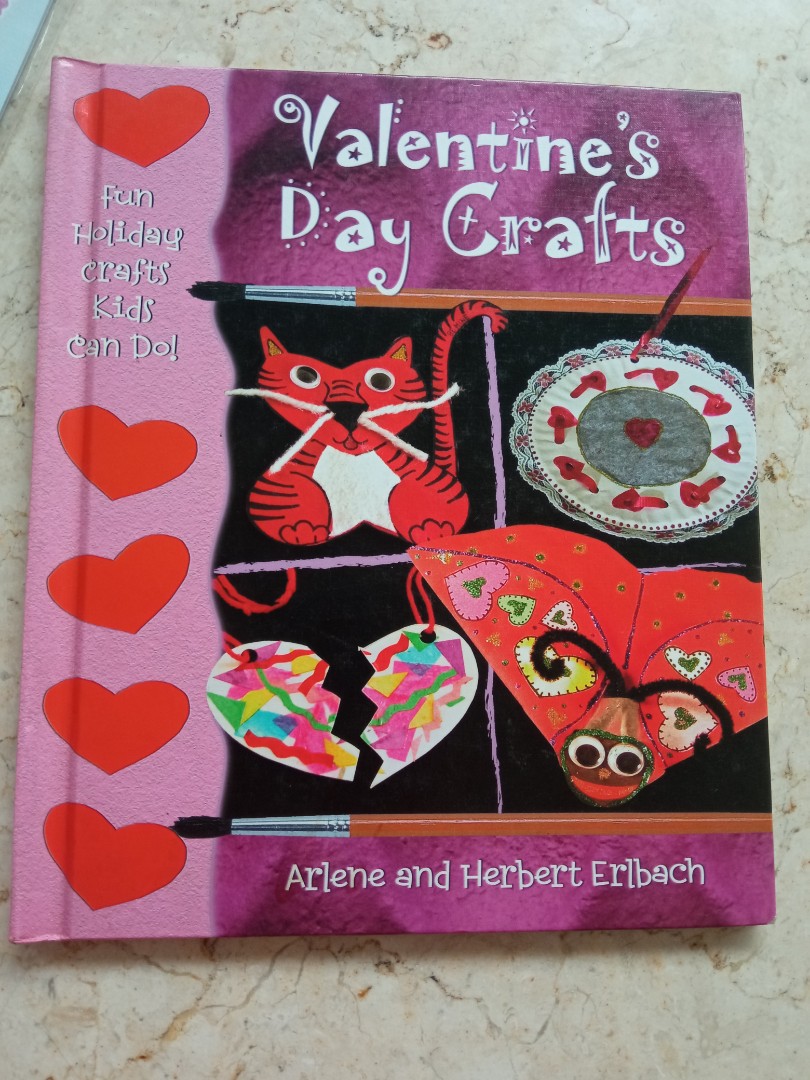 Valentine's
Day Crafts
Fun
Holiday
Crafts
Kids
Can Do!
Arlene and Herbert Erlbach